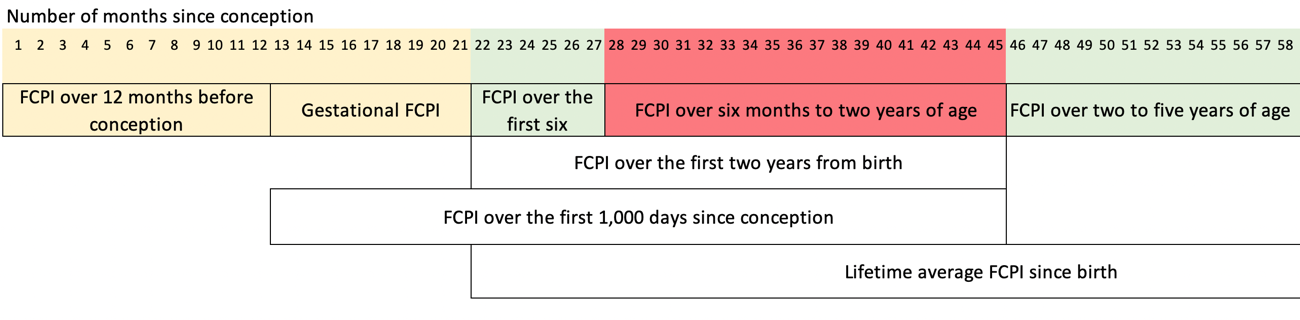 Number of months since conception
1 2 3 4 5 6 7 8 9 10 11 12 13 14 15 16 17 18 19 20 21 22 23 24 25 26 27 28 29 30 31 32 33 34 35 36 37 38 39 40 41 42 43 44 45 46 47 48 49 50 51 52 53 54 55 56 57 58
FCPI over 12 months before
conception
Gestational FCPI
FCPI over the
first six
FCPI over six months to two years of age
FCPI over two to five years of age
FCPI over the first two years from birth
FCPI over the first 1,000 days since conception
Lifetime average FCPI since birth